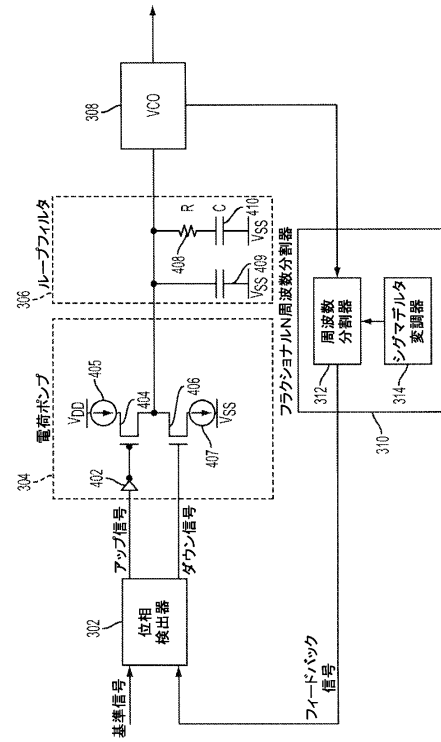 基準信号
302
位相
検出器
アップ信号
ダウン信号
304
電荷ポンプ
402
VDD
405
404
406
407
VSS
306
ループフィルタ
R
408
C
410
VSS
409
VSS
308
VCO
フラクショナルN周波数分割器
312
周波数
分割器
314
シグマデルタ
変調器
310
フィードバック
信号